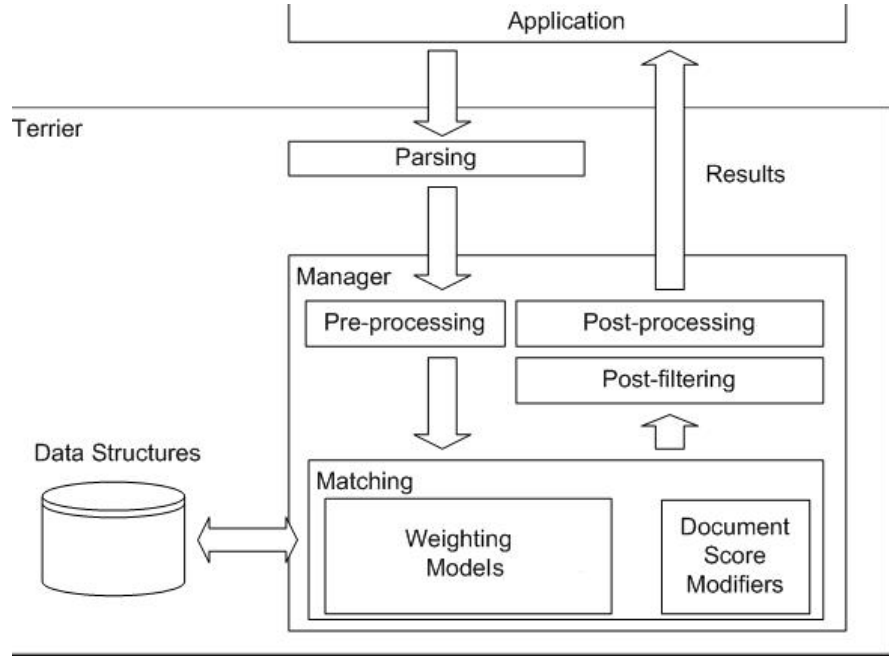 Application
Terrier
Parsing
Results
Manager
Pre-processing
Post-processing
Post-filtering
Data Structures
Matching
Weighting
Models
Document
Score
Modifiers